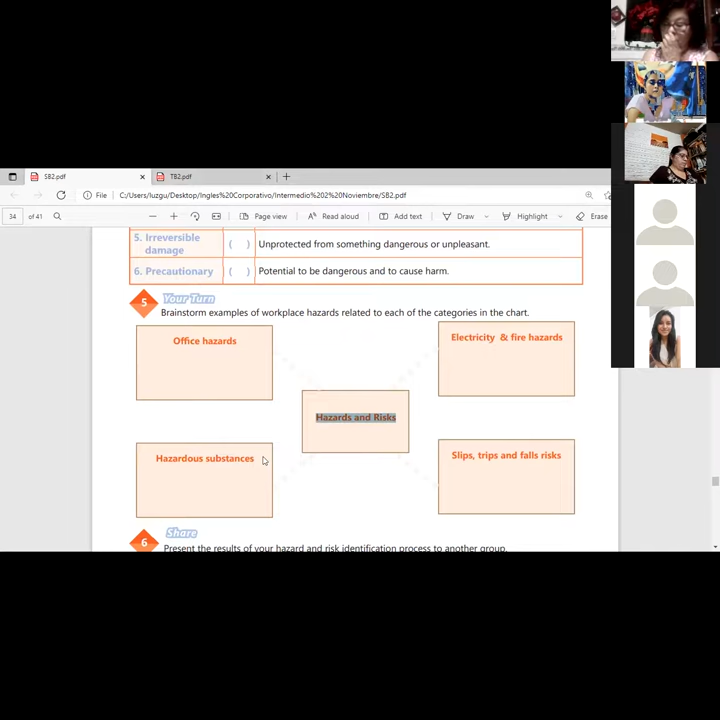 SB2.pdf
TB2.pdf
File
C:/Users/luzgu/Desktop/Ingles%20Corporativo/Intermedio%202%20Noviembre/SB2.pdf
34 of 41
Page view
Read aloud
Add text
Draw
Highlight
Erase
5. Irreversible damage ( ) Unprotected from something dangerous or unpleasant.
6. Precautionary ( ) Potential to be dangerous and to cause harm.
5 Your Turn
Brainstorm examples of workplace hazards related to each of the categories in the chart.
Office hazards
Electricity & fire hazards
Hazards and Risks
Hazardous substances
Slips, trips and falls risks
6 Share
Present the results of your hazard and risk identification process to another group.